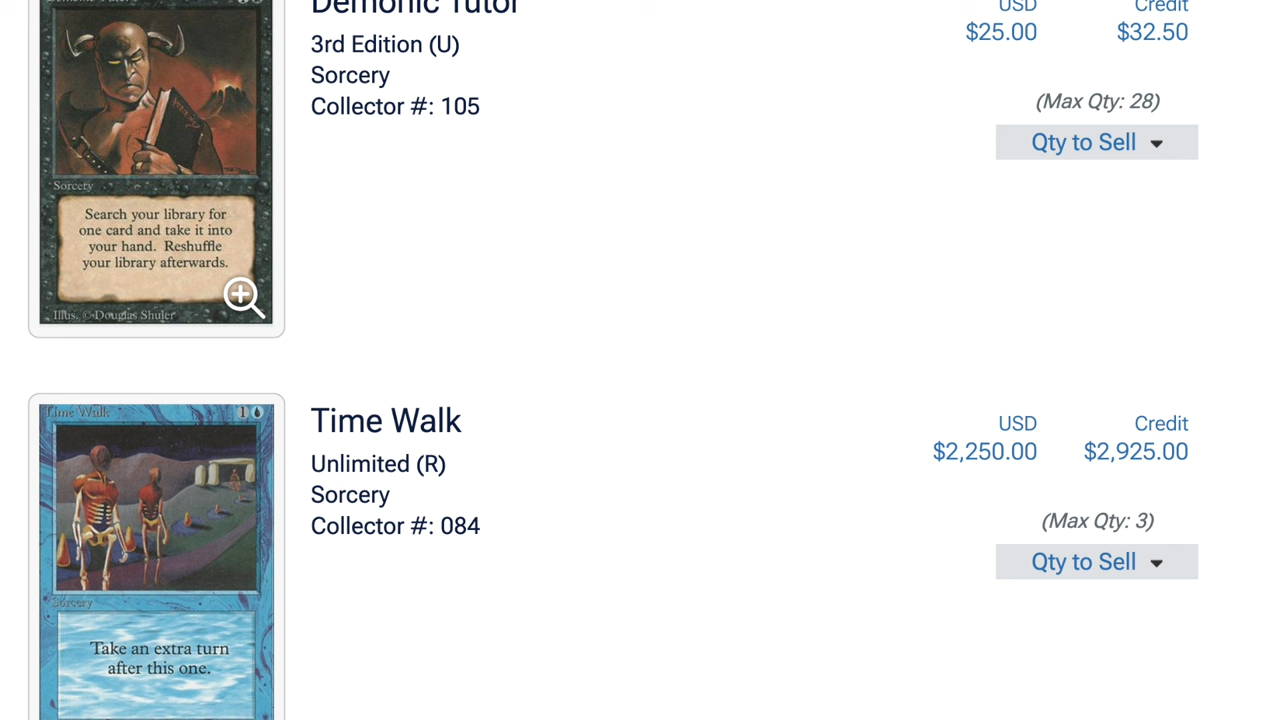 Demonic Tutor
3rd Edition (U)
Sorcery
Collector #: 105
USD Credit
$25.00 $32.50
(Max Qty: 28)
Qty to Sell
Sorcery
Search your library for
one card and take it into
your hand. Reshuffle
your library afterwards.
Illus. © Douglas Shuler
Time Walk 1
Time Walk
Unlimited (R)
Sorcery
Collector #: 084
USD Credit
$2,250.00 $2,925.00
(Max Qty: 3)
Qty to Sell
Sorcery
Take an extra turn
after this one.